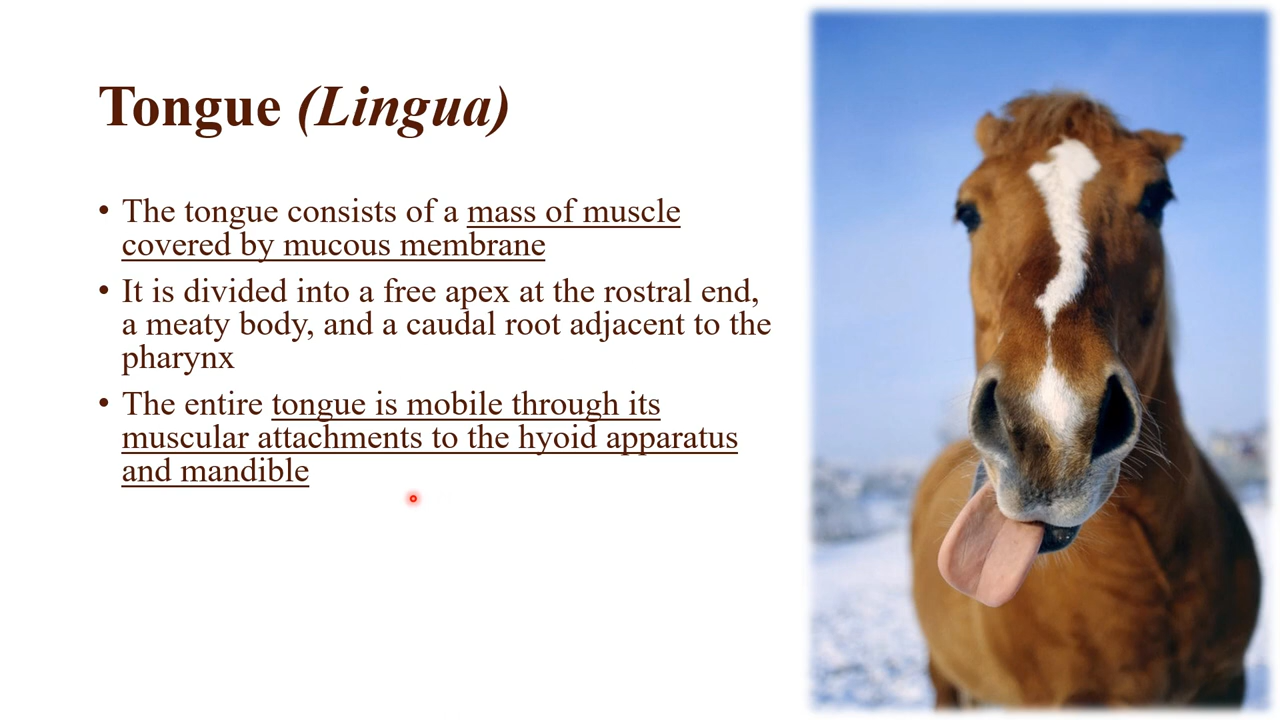 Tongue (Lingua)
• The tongue consists of a mass of muscle
covered by mucous membrane
• It is divided into a free apex at the rostral end,
a meaty body, and a caudal root adjacent to the
pharynx
• The entire tongue is mobile through its
muscular attachments to the hyoid apparatus
and mandible